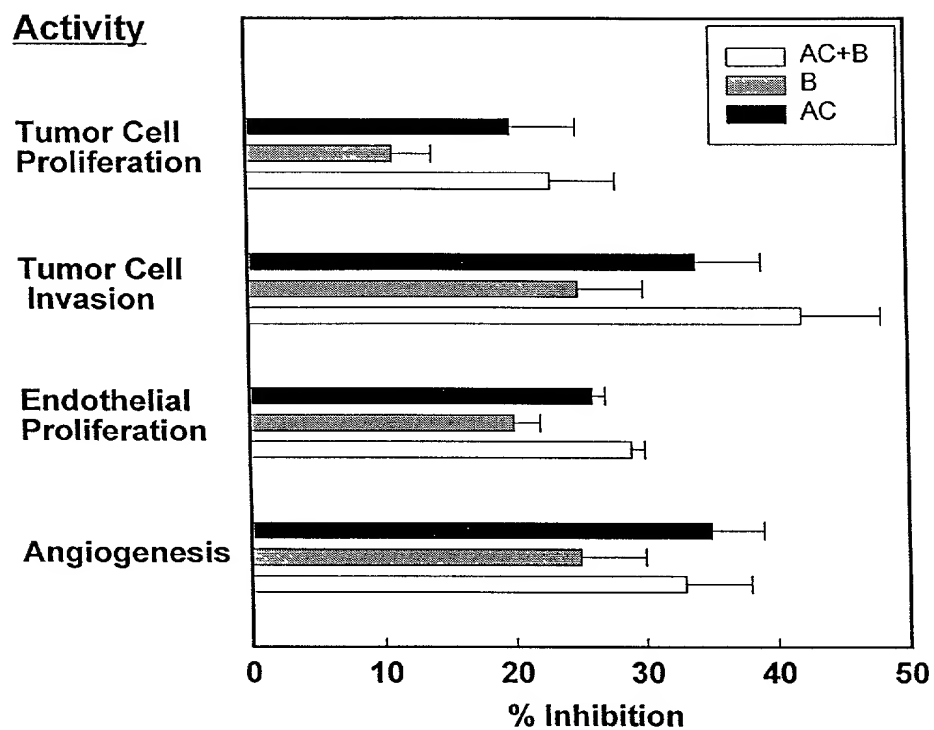 Activity
AC+B
B
AC
Tumor Cell
Proliferation
Tumor Cell
Invasion
Endothelial
Proliferation
Angiogenesis
0 10 20 30 40 50
% Inhibition